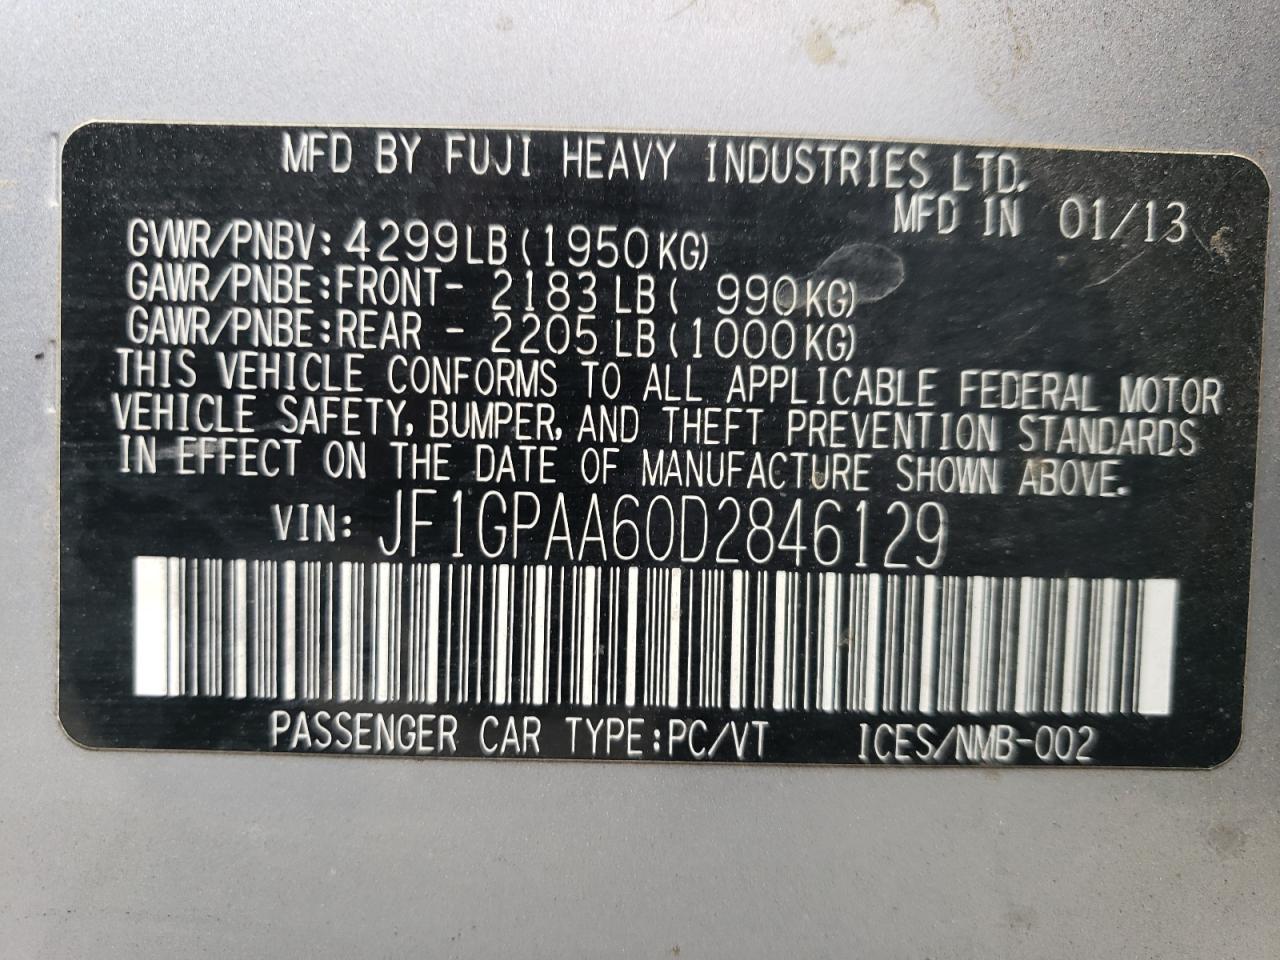 MFD BY FUJI HEAVY INDUSTRIES LTD.
MFD IN 01/13
GVWR/PNBV: 4299LB (1950KG)
GAWR/PNBE:FRONT- 2183 LB ( 990KG)
GAWR/PNBE:REAR - 2205 LB (1000KG)
THIS VEHICLE CONFORMS TO ALL APPLICABLE FEDERAL MOTOR
VEHICLE SAFETY, BUMPER, AND THEFT PREVENTION STANDARDS
IN EFFECT ON THE DATE OF MANUFACTURE SHOWN ABOVE.
VIN: JF1GPAA60D2846129
PASSENGER CAR TYPE:PC/VT ICES/NMB-002